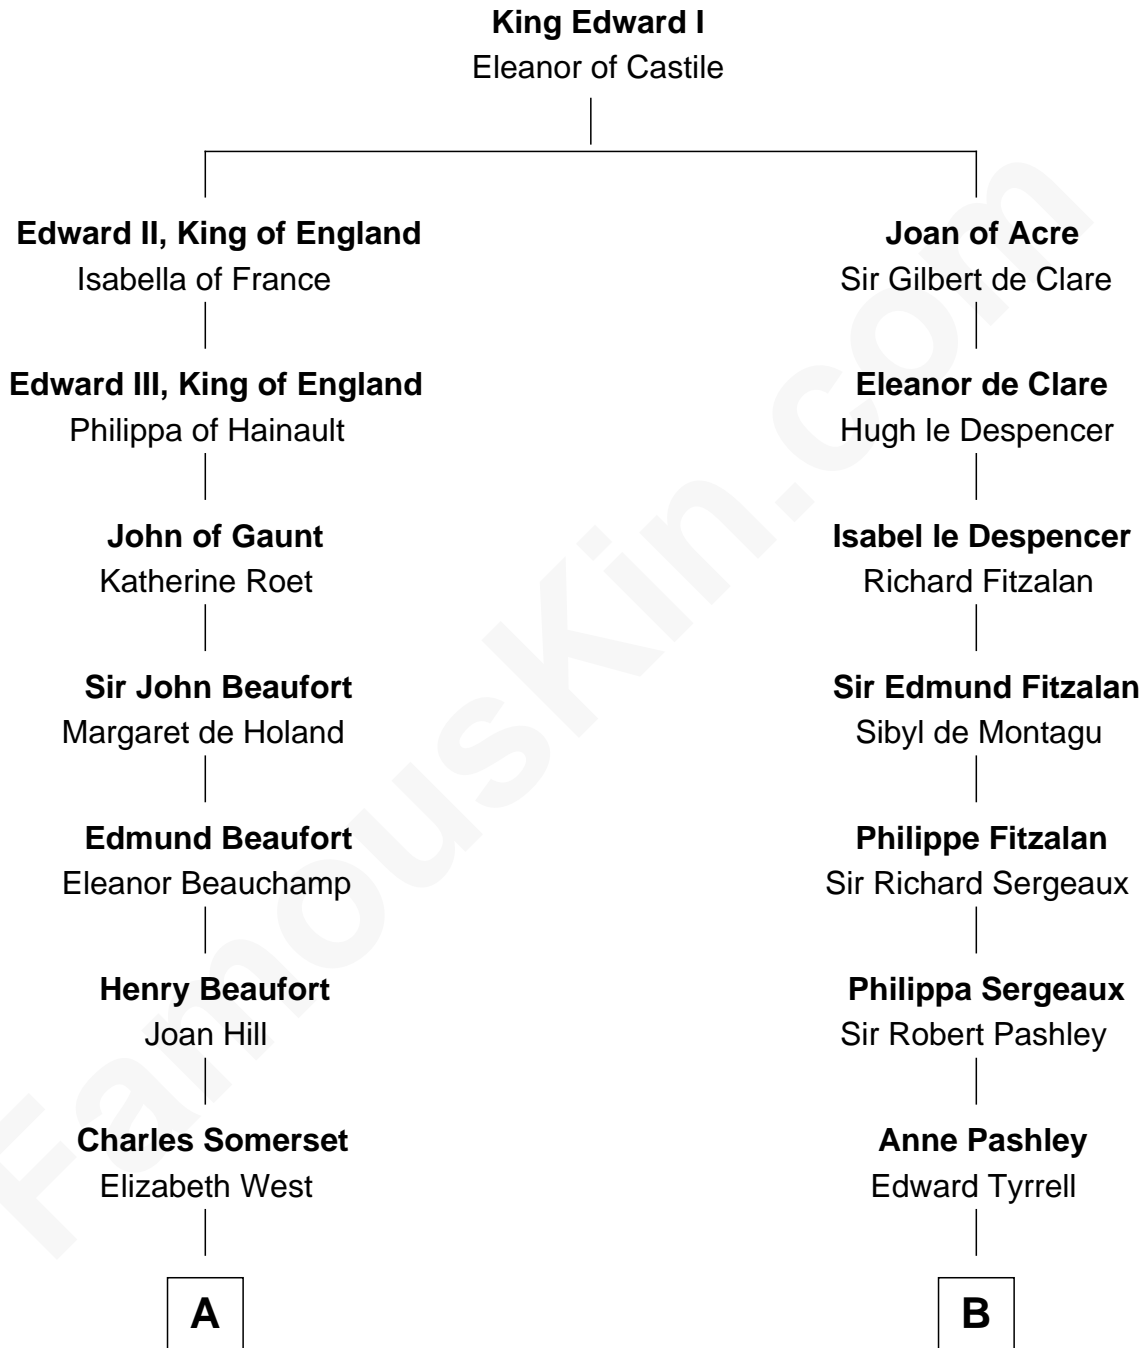 King Edward I
Eleanor of Castile
Edward II, King of England
Isabella of France
Joan of Acre
Sir Gilbert de Clare
Edward III, King of England
Philippa of Hainault
Eleanor de Clare
Hugh le Despencer
John of Gaunt
Katherine Roet
Isabel le Despencer
Richard Fitzalan
Sir John Beaufort
Margaret de Holand
Sir Edmund Fitzalan
Sibyl de Montagu
Edmund Beaufort
Eleanor Beauchamp
Philippe Fitzalan
Sir Richard Sergeaux
Henry Beaufort
Joan Hill
Philippa Sergeaux
Sir Robert Pashley
Charles Somerset
Elizabeth West
Anne Pashley
Edward Tyrrell
A
B
FamousKin.com